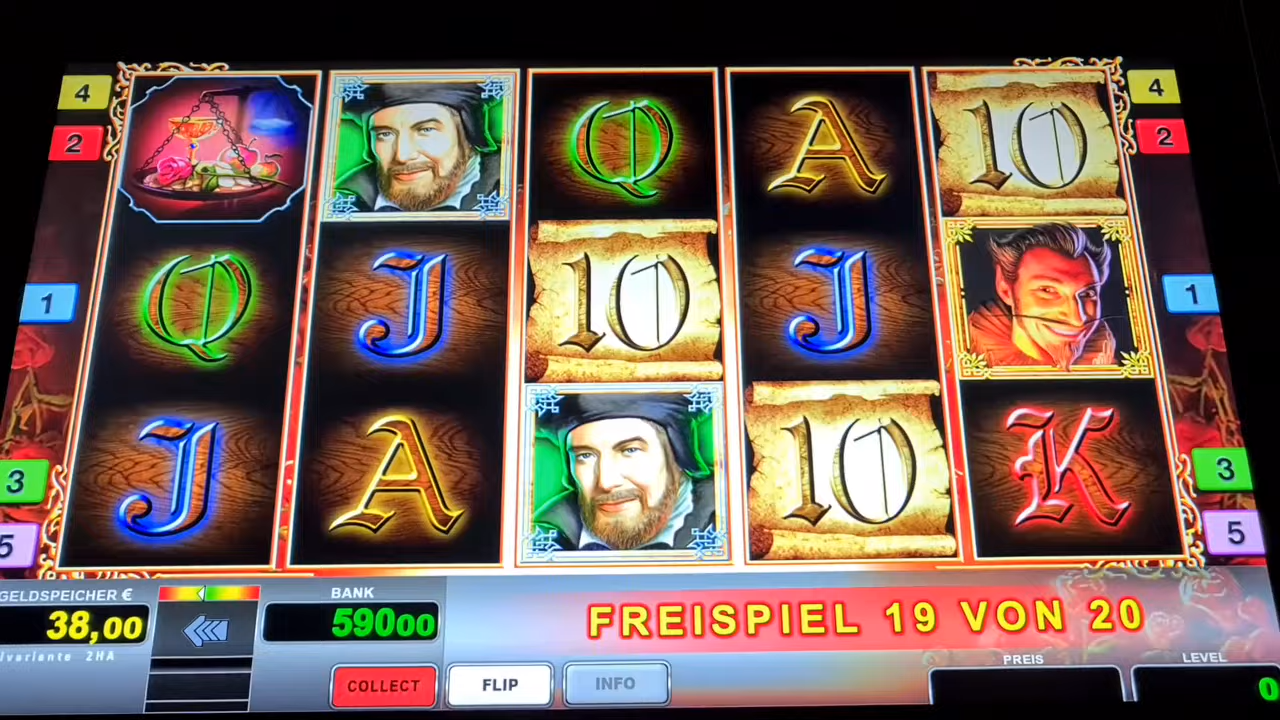 4 Q A 10 4
2 2
1 Q J 10 J 1
3 J A 10 K 3
5 5
GELDSPEICHER €
38,00
lvariante 2HA
BANK
59000
FREISPIEL 19 VON 20
COLLECT
FLIP
INFO
PREIS
LEVEL
0